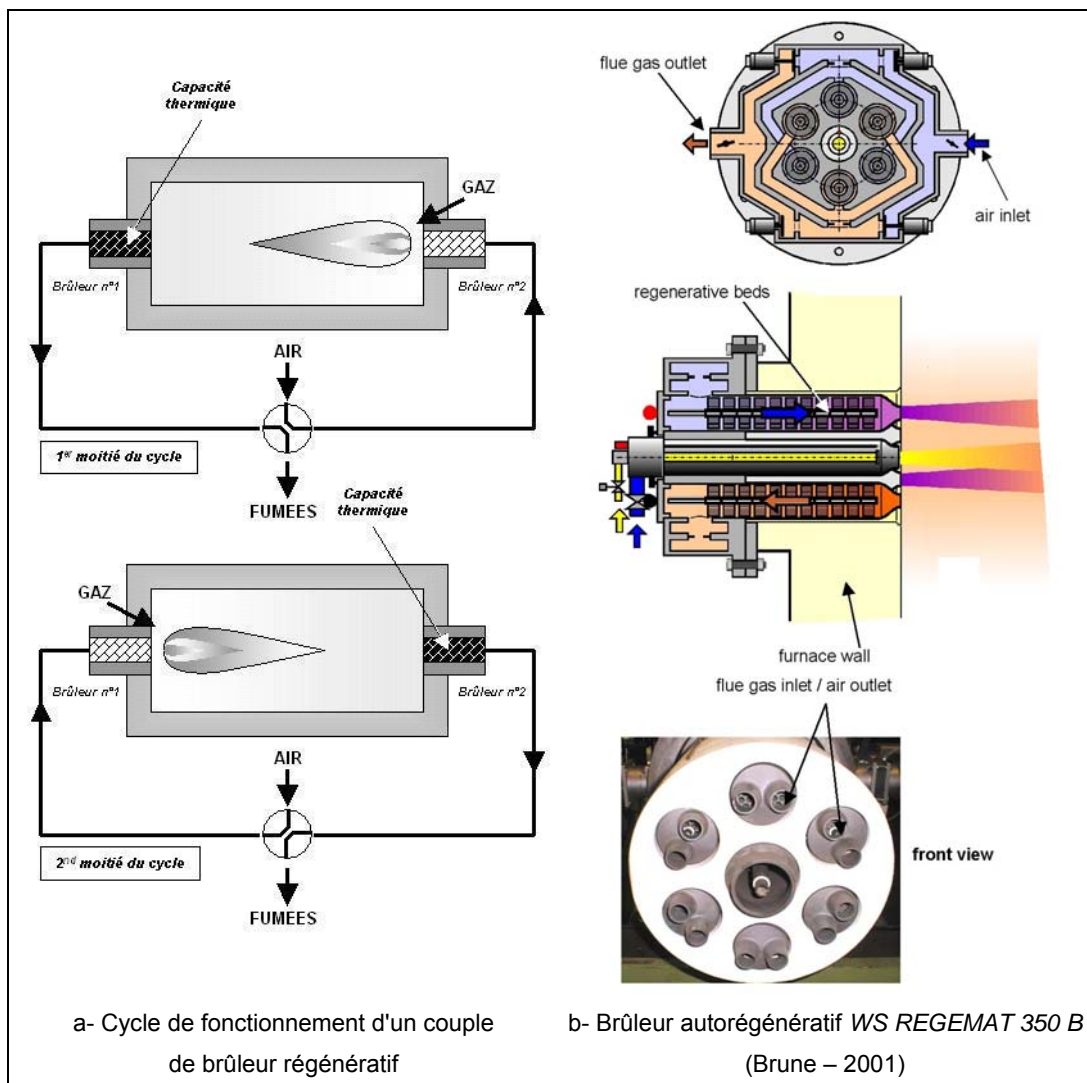 Capacité
thermique
GAZ
Brûleur n°1
Brûleur n°2
AIR
1er moitié du cycle
FUMEES
Capacité
thermique
GAZ
Brûleur n°1
Brûleur n°2
AIR
2nd moitié du cycle
FUMEES
a- Cycle de fonctionnement d'un couple
de brûleur régénératif
flue gas outlet
air inlet
regenerative beds
furnace wall
flue gas inlet / air outlet
front view
b- Brûleur autorégénératif WS REGEMAT 350 B
(Brune – 2001)